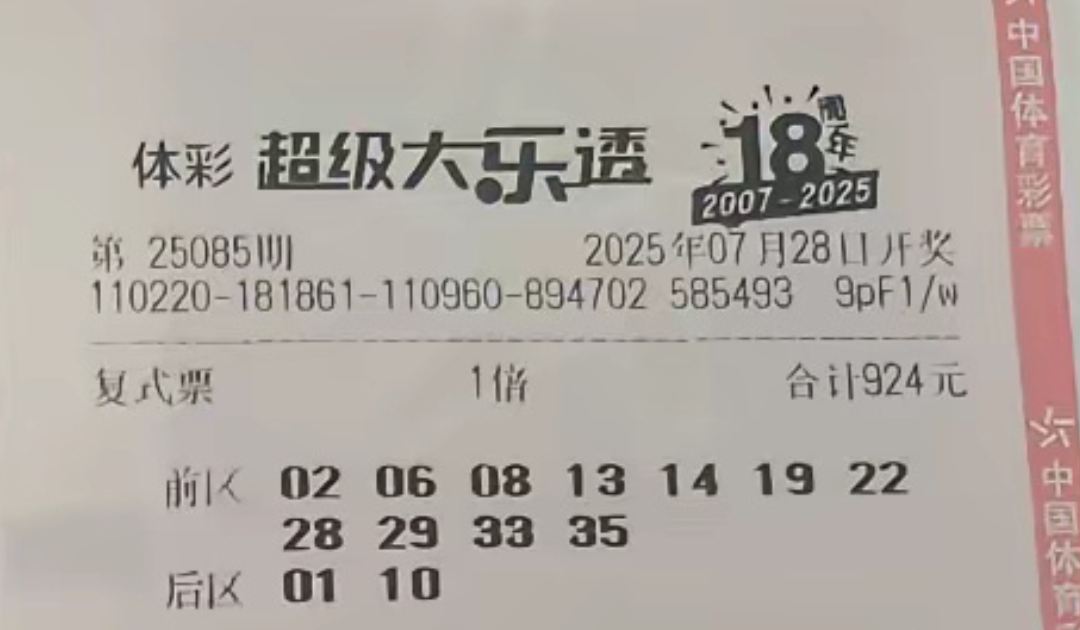 体彩 超级大乐透 18周年
2007-2025
第 25085期 2025年07月28日开奖
110220-181861-110960-894702 585493 9pF1/w
复式票 1倍 合计924元
前区 02 06 08 13 14 19 22
28 29 33 35
后区 01 10
中国体育彩票
中国体育